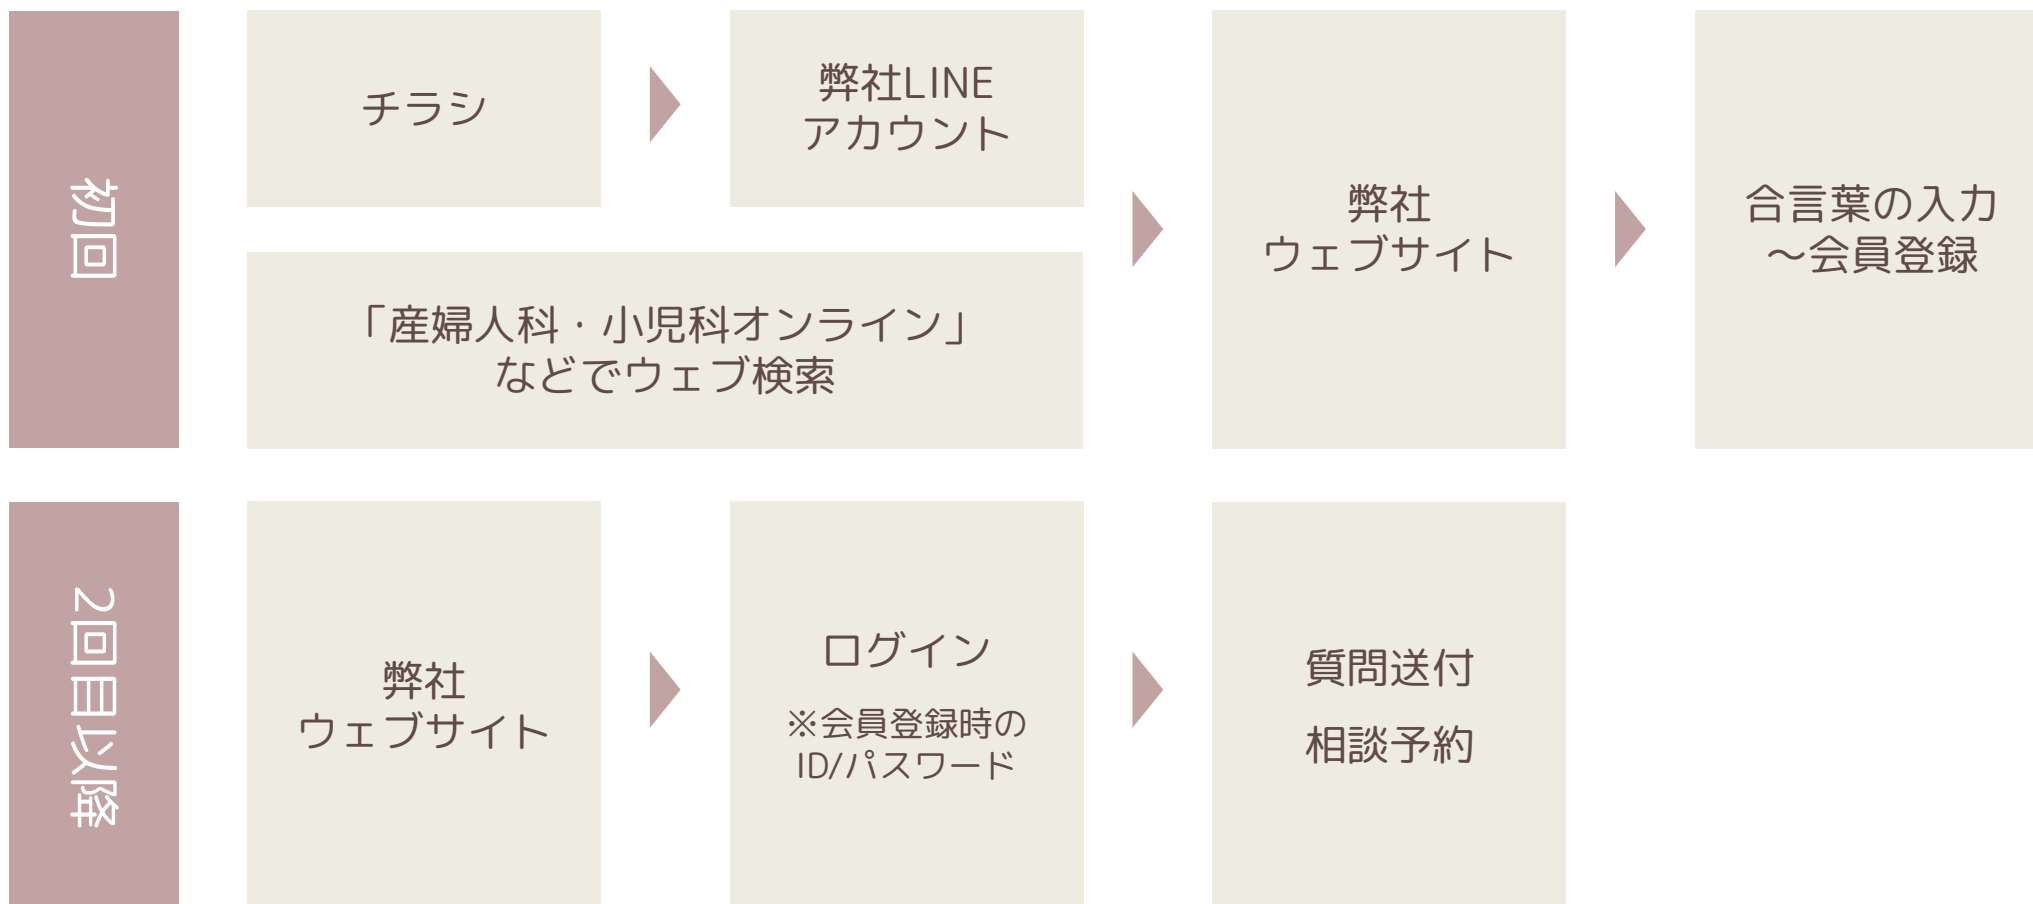 初回
チラシ
弊社LINE
アカウント
「産婦人科・小児科オンライン」
などでウェブ検索
弊社
ウェブサイト
合言葉の入力
～会員登録
2回目以降
弊社
ウェブサイト
ログイン
※会員登録時の
ID/パスワード
質問送付
相談予約